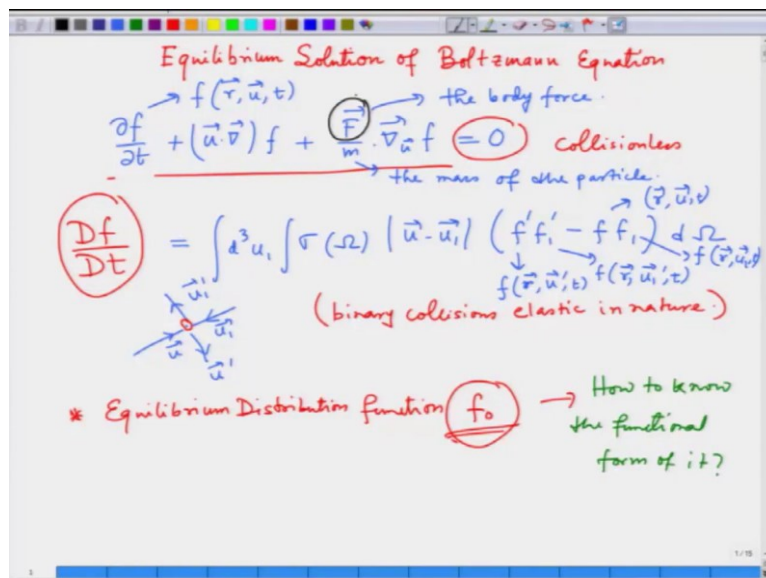 Equilibrium Solution of Boltzmann Equation
→ f(r⃗, u⃗, t) → the body force.
∂f/∂t + (u⃗·∇⃗) f + F⃗/m · ∇⃗_u⃗ f = 0 collisionless
→ the mass of the particle.
(r⃗, u⃗, t)
Df/Dt = ∫d³u₁ ∫σ(Ω) |u⃗ - u⃗₁| (f'f₁' - f f₁) dΩ
f(r⃗, u⃗', t) f(r⃗, u⃗₁', t) f(r⃗, u⃗₁, t)
u⃗₁' u⃗₁
u⃗ u⃗'
(binary collisions elastic in nature.)
* Equilibrium Distribution function f₀ → How to know
the functional
form of it?
1/15